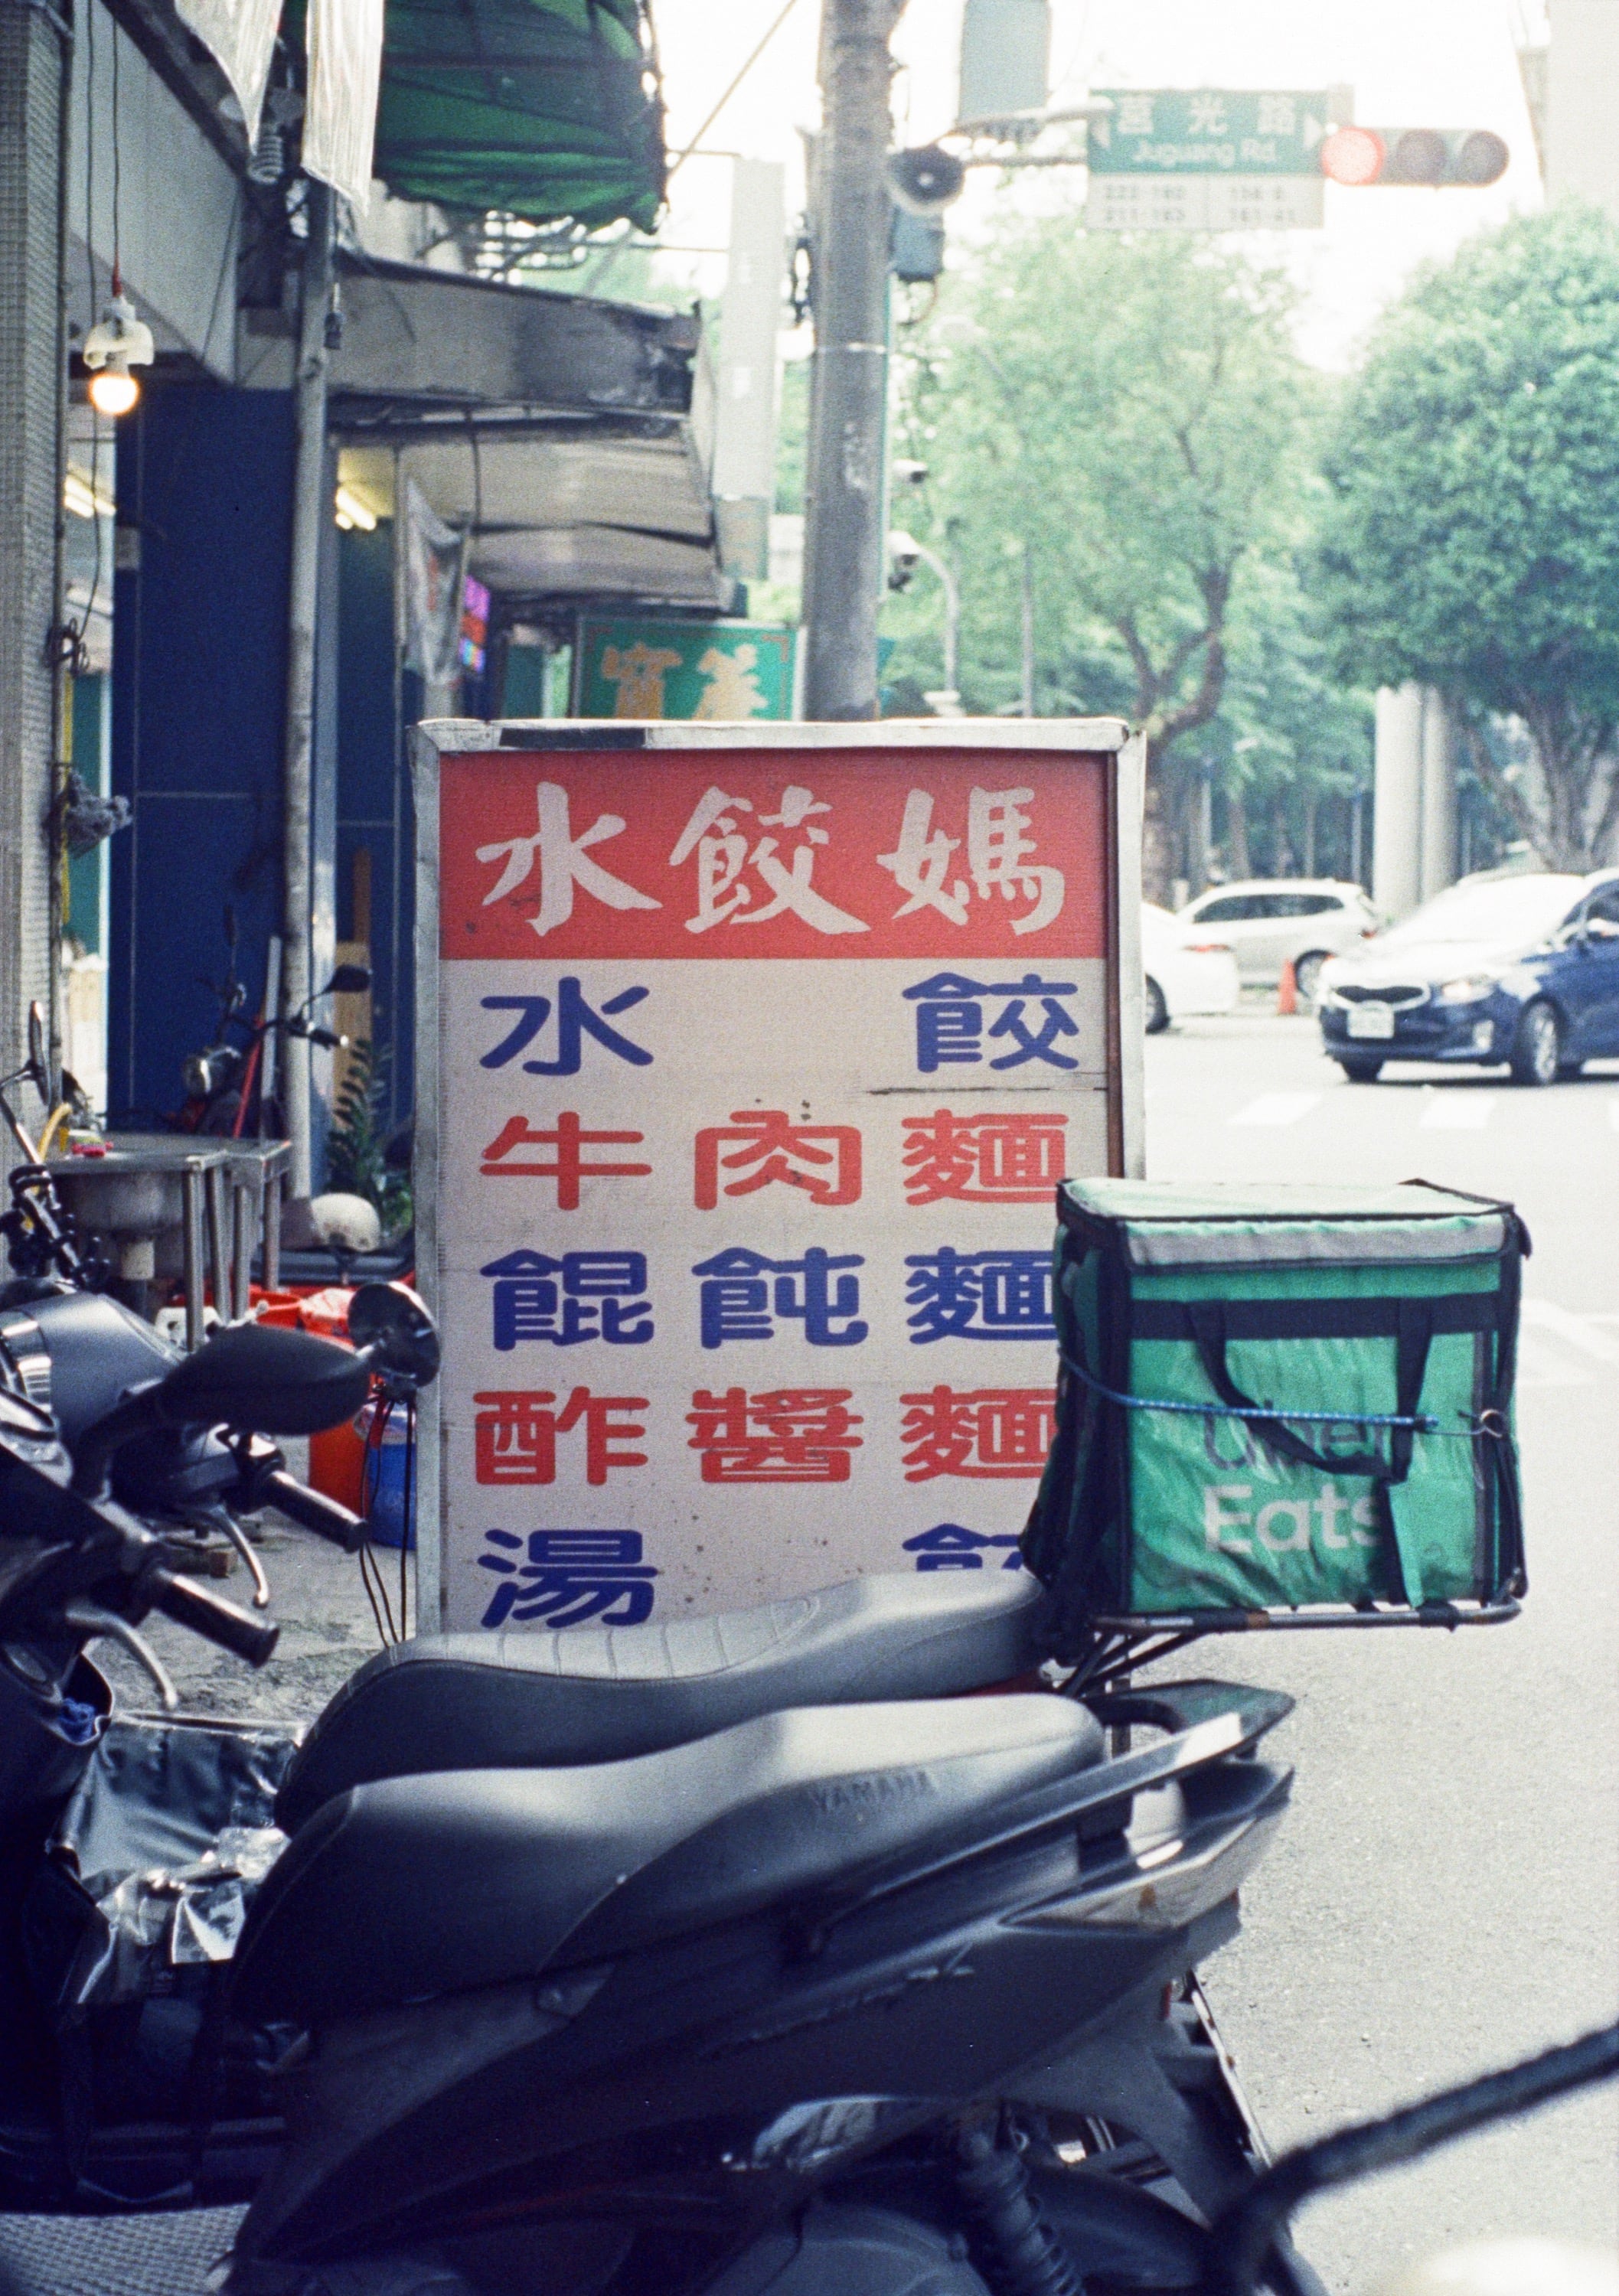 莒光路
Juguang Rd.
水餃媽
水 餃
牛肉麵
餛飩麵
酢醬麵
湯
Uber
Eats
YAMAHA